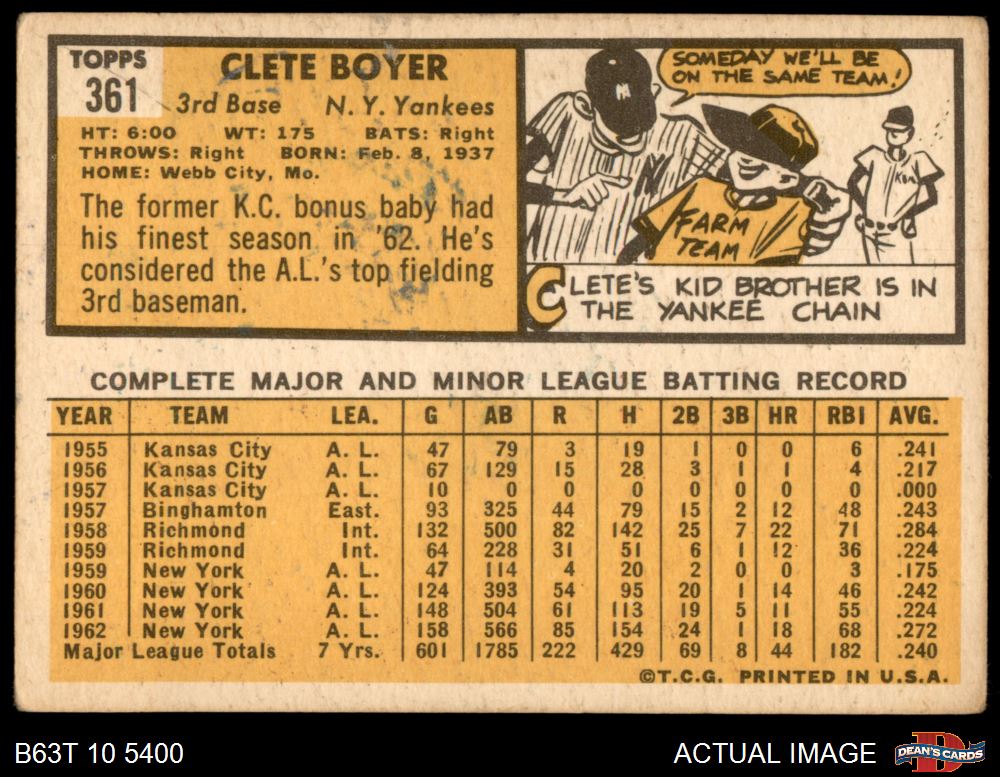 TOPPS
361
CLETE BOYER
3rd Base N. Y. Yankees
HT: 6:00 WT: 175 BATS: Right
THROWS: Right BORN: Feb. 8, 1937
HOME: Webb City, Mo.
The former K.C. bonus baby had
his finest season in '62. He's
considered the A.L.'s top fielding
3rd baseman.
SOMEDAY WE'LL BE
ON THE SAME TEAM!
FARM
TEAM
CLETE'S KID BROTHER IS IN
THE YANKEE CHAIN
COMPLETE MAJOR AND MINOR LEAGUE BATTING RECORD
YEAR TEAM LEA. G AB R H 2B 3B HR RBI AVG.
1955 Kansas City A. L. 47 79 3 19 1 0 0 6 .241
1956 Kansas City A. L. 67 129 15 28 3 1 1 4 .217
1957 Kansas City A. L. 10 0 0 0 0 0 0 0 .000
1957 Binghamton East. 93 325 44 79 15 2 12 48 .243
1958 Richmond Int. 132 500 82 142 25 7 22 71 .284
1959 Richmond Int. 64 228 31 51 6 1 12 36 .224
1959 New York A. L. 47 114 4 20 2 0 0 3 .175
1960 New York A. L. 124 393 54 95 20 1 14 46 .242
1961 New York A. L. 148 504 61 113 19 5 11 55 .224
1962 New York A. L. 158 566 85 154 24 1 18 68 .272
Major League Totals 7 Yrs. 601 1785 222 429 69 8 44 182 .240
©T.C.G. PRINTED IN U.S.A.
B63T 10 5400
ACTUAL IMAGE
DEAN'S CARDS